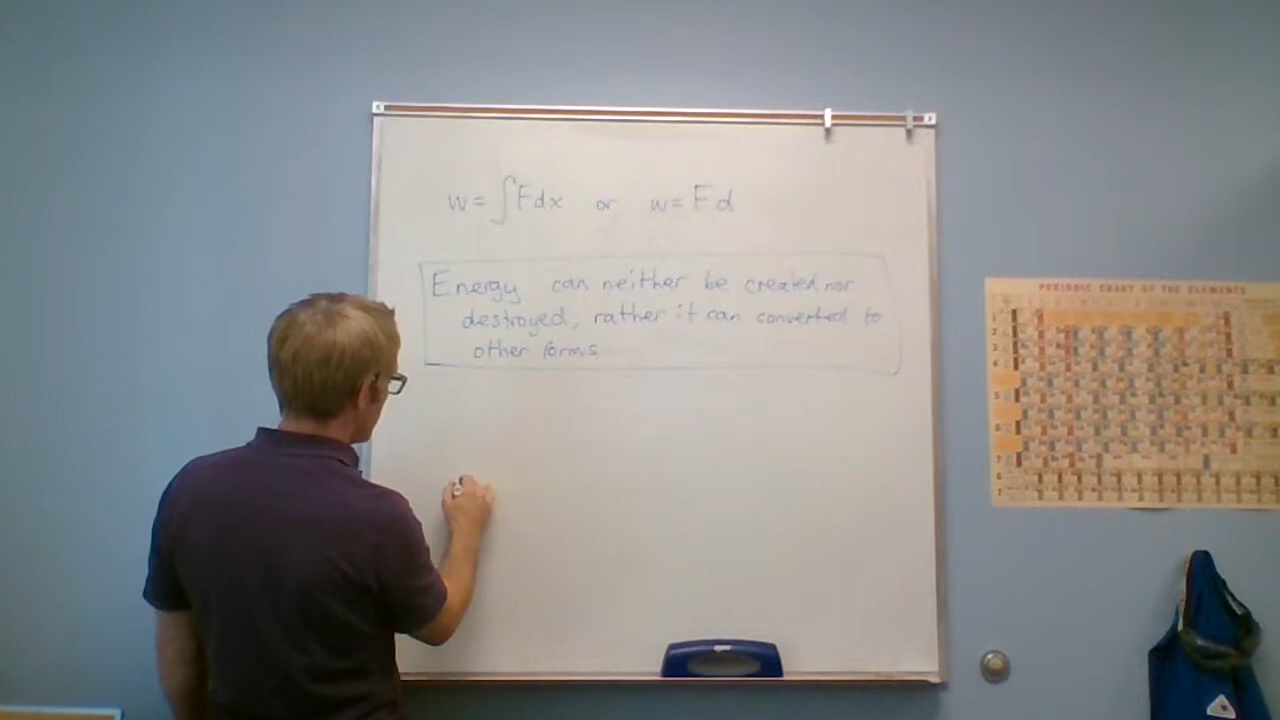 w = ∫F dx or w = Fd
Energy can neither be created nor
destroyed, rather it can converted to
other forms
PERIODIC CHART OF THE ELEMENTS